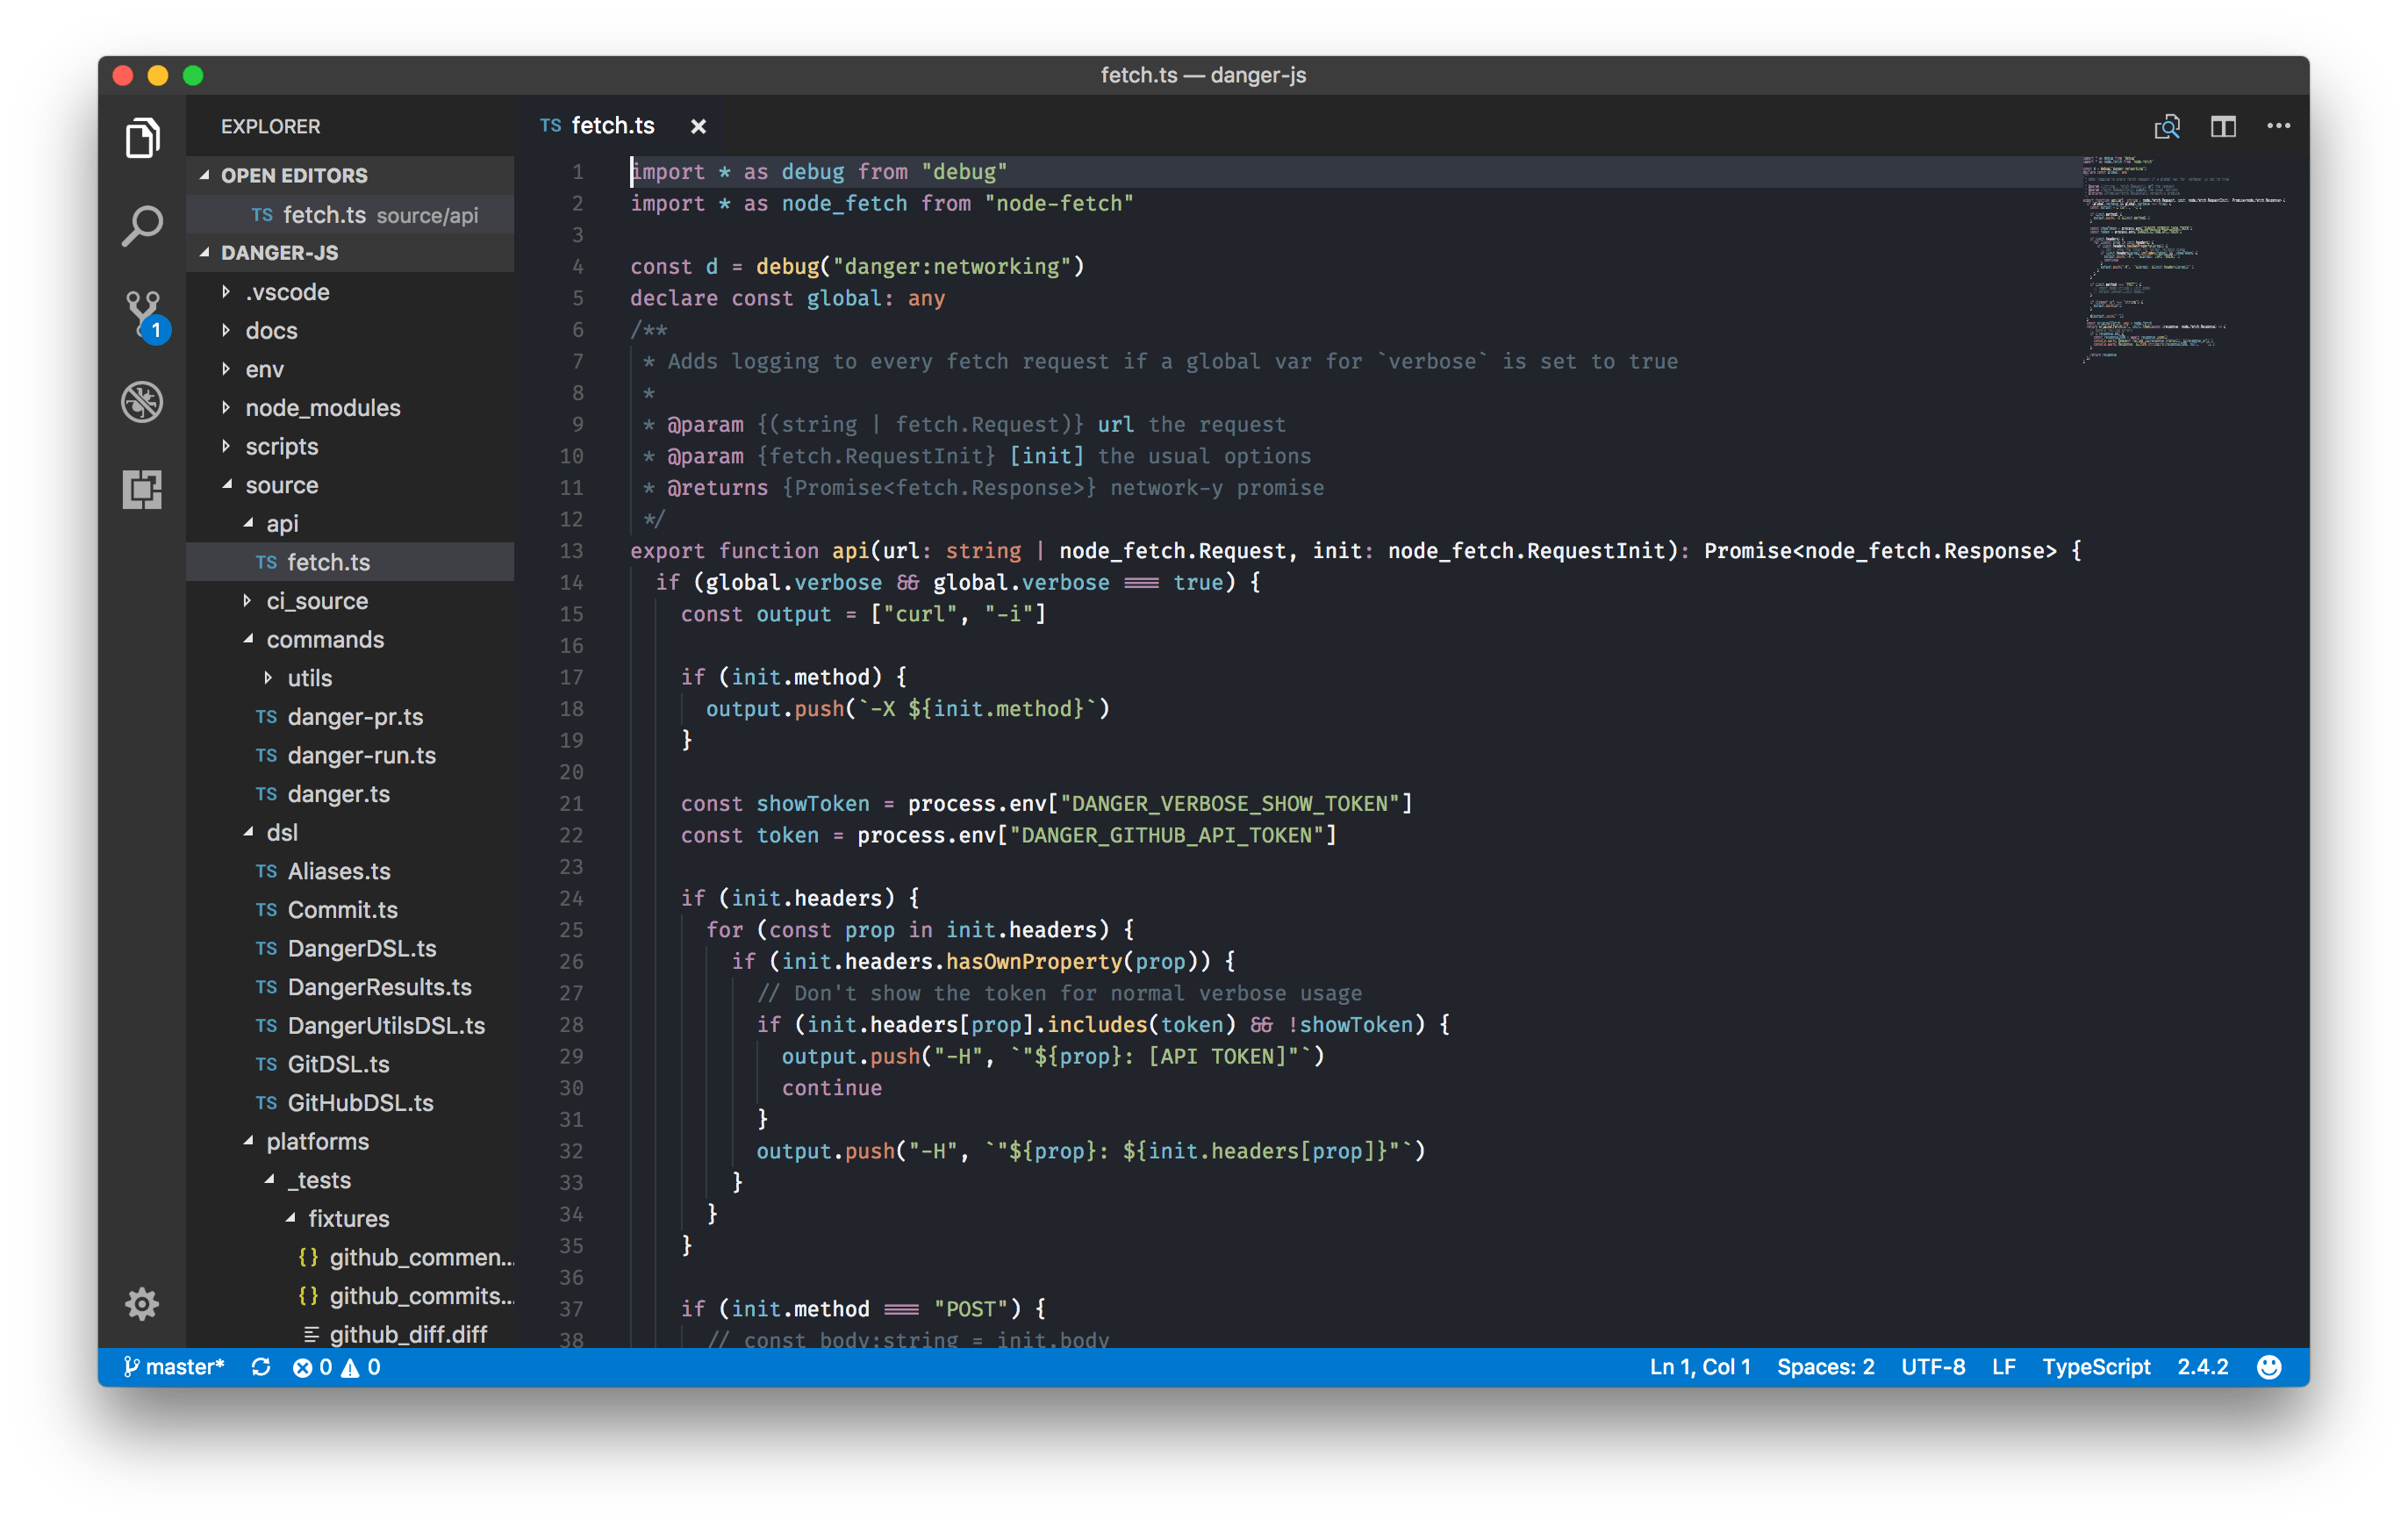 fetch.ts — danger-js
EXPLORER
OPEN EDITORS
TS fetch.ts source/api
DANGER-JS
.vscode
docs
env
node_modules
scripts
source
api
TS fetch.ts
ci_source
commands
utils
TS danger-pr.ts
TS danger-run.ts
TS danger.ts
dsl
TS Aliases.ts
TS Commit.ts
TS DangerDSL.ts
TS DangerResults.ts
TS DangerUtilsDSL.ts
TS GitDSL.ts
TS GitHubDSL.ts
platforms
_tests
fixtures
{} github_commen...
{} github_commits...
github_diff.diff
1
TS fetch.ts ×
1 import * as debug from "debug"
2 import * as node_fetch from "node-fetch"
3
4 const d = debug("danger:networking")
5 declare const global: any
6 /**
7 * Adds logging to every fetch request if a global var for `verbose` is set to true
8 *
9 * @param {(string | fetch.Request)} url the request
10 * @param {fetch.RequestInit} [init] the usual options
11 * @returns {Promise<fetch.Response>} network-y promise
12 */
13 export function api(url: string | node_fetch.Request, init: node_fetch.RequestInit): Promise<node_fetch.Response> {
14 if (global.verbose && global.verbose === true) {
15 const output = ["curl", "-i"]
16
17 if (init.method) {
18 output.push(`-X ${init.method}`)
19 }
20
21 const showToken = process.env["DANGER_VERBOSE_SHOW_TOKEN"]
22 const token = process.env["DANGER_GITHUB_API_TOKEN"]
23
24 if (init.headers) {
25 for (const prop in init.headers) {
26 if (init.headers.hasOwnProperty(prop)) {
27 // Don't show the token for normal verbose usage
28 if (init.headers[prop].includes(token) && !showToken) {
29 output.push("-H", `"${prop}: [API TOKEN]"`)
30 continue
31 }
32 output.push("-H", `"${prop}: ${init.headers[prop]}"`)
33 }
34 }
35 }
36
37 if (init.method === "POST") {
38 // const body:string = init.body
master* 0 0
Ln 1, Col 1 Spaces: 2 UTF-8 LF TypeScript 2.4.2